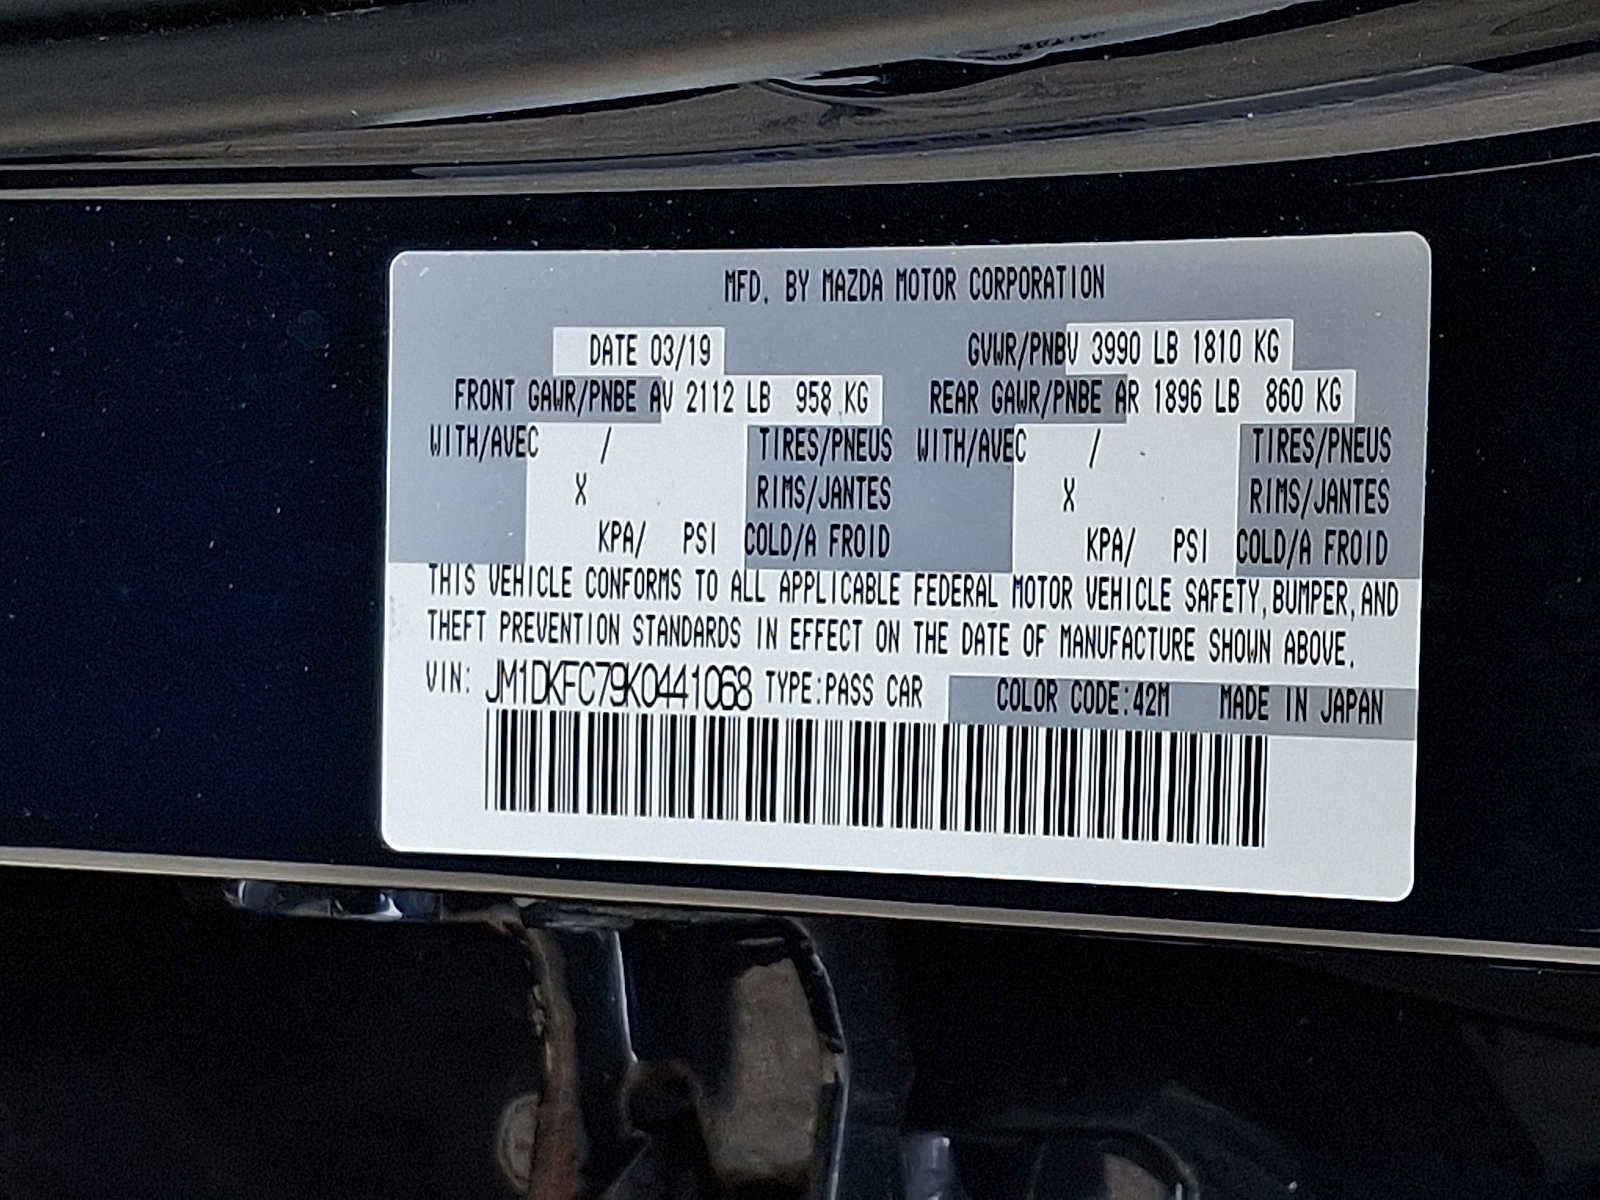 MFD. BY MAZDA MOTOR CORPORATION
DATE 03/19 GVWR/PNBV 3990 LB 1810 KG
FRONT GAWR/PNBE AV 2112 LB 958 KG REAR GAWR/PNBE AR 1896 LB 860 KG
WITH/AVEC / TIRES/PNEUS WITH/AVEC / TIRES/PNEUS
X RIMS/JANTES X RIMS/JANTES
KPA/ PSI COLD/A FROID KPA/ PSI COLD/A FROID
THIS VEHICLE CONFORMS TO ALL APPLICABLE FEDERAL MOTOR VEHICLE SAFETY,BUMPER,AND
THEFT PREVENTION STANDARDS IN EFFECT ON THE DATE OF MANUFACTURE SHOWN ABOVE.
VIN: JM1DKFC79K0441068 TYPE:PASS CAR COLOR CODE:42M MADE IN JAPAN